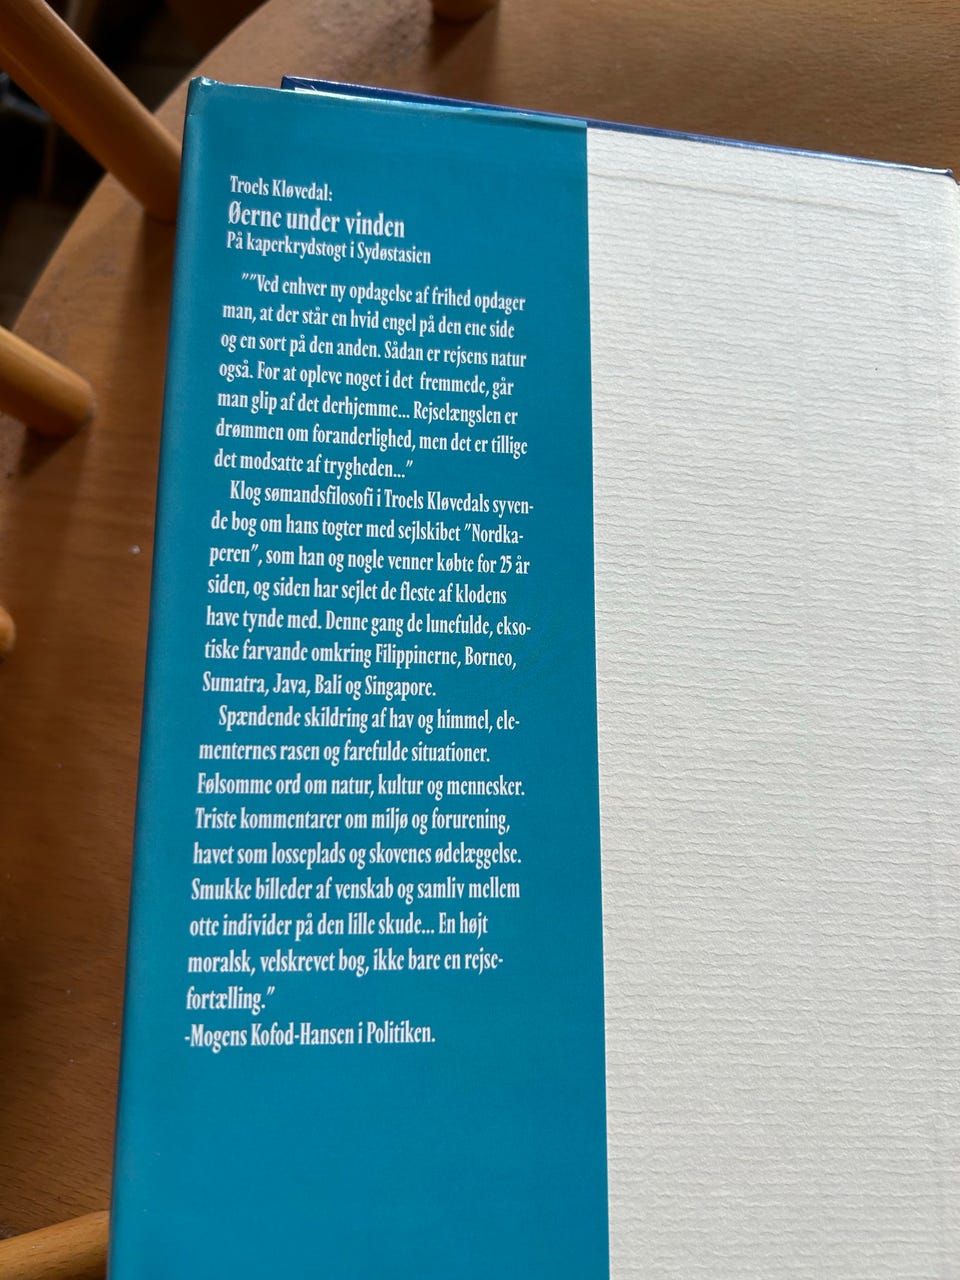 Troels Kløvedal:
Øerne under vinden
På kaperkrydstogt i Sydøstasien
""Ved enhver ny opdagelse af frihed opdager
man, at der står en hvid engel på den ene side
og en sort på den anden. Sådan er rejsens natur
også. For at opleve noget i det fremmede, går
man glip af det derhjemme... Rejselængslen er
drømmen om foranderlighed, men det er tillige
det modsatte af trygheden..."
Klog sømandsfilosofi i Troels Kløvedals syven-
de bog om hans togter med sejlskibet "Nordka-
peren", som han og nogle venner købte for 25 år
siden, og siden har sejlet de fleste af klodens
have tynde med. Denne gang de lunefulde, ekso-
tiske farvande omkring Filippinerne, Borneo,
Sumatra, Java, Bali og Singapore.
Spændende skildring af hav og himmel, ele-
menternes rasen og farefulde situationer.
Følsomme ord om natur, kultur og mennesker.
Triste kommentarer om miljø og forurening,
havet som losseplads og skovenes ødelæggelse.
Smukke billeder af venskab og samliv mellem
otte individer på den lille skude... En højt
moralsk, velskrevet bog, ikke bare en rejse-
fortælling."
-Mogens Kofod-Hansen i Politiken.